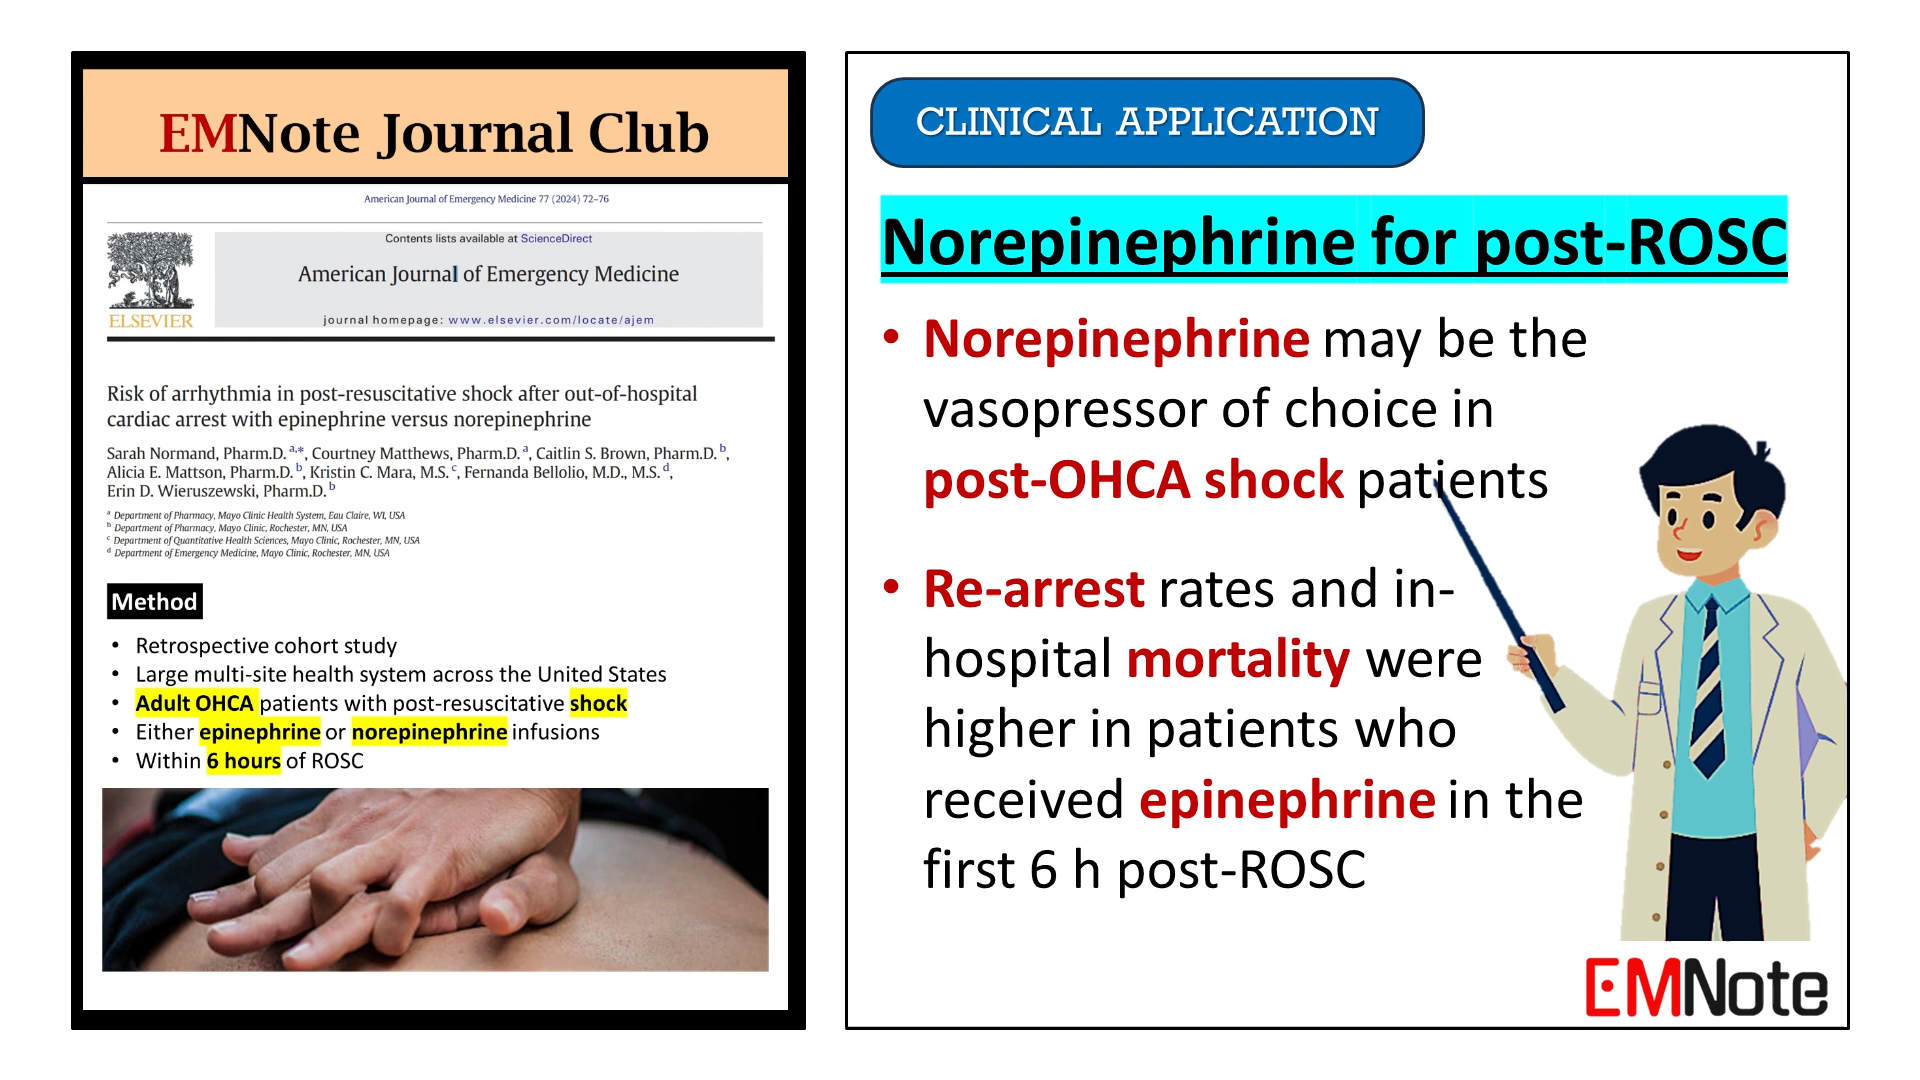 EMNote Journal Club
American Journal of Emergency Medicine 77 (2024) 72–76
Contents lists available at ScienceDirect
American Journal of Emergency Medicine
journal homepage: www.elsevier.com/locate/ajem
ELSEVIER
Risk of arrhythmia in post-resuscitative shock after out-of-hospital
cardiac arrest with epinephrine versus norepinephrine
Sarah Normand, Pharm.D. a,*, Courtney Matthews, Pharm.D. a, Caitlin S. Brown, Pharm.D. b,
Alicia E. Mattson, Pharm.D. b, Kristin C. Mara, M.S. c, Fernanda Bellolio, M.D., M.S. d,
Erin D. Wieruszewski, Pharm.D. b
a Department of Pharmacy, Mayo Clinic Health System, Eau Claire, WI, USA
b Department of Pharmacy, Mayo Clinic, Rochester, MN, USA
c Department of Quantitative Health Sciences, Mayo Clinic, Rochester, MN, USA
d Department of Emergency Medicine, Mayo Clinic, Rochester, MN, USA
Method
• Retrospective cohort study
• Large multi-site health system across the United States
• Adult OHCA patients with post-resuscitative shock
• Either epinephrine or norepinephrine infusions
• Within 6 hours of ROSC
CLINICAL APPLICATION
Norepinephrine for post-ROSC
• Norepinephrine may be the
vasopressor of choice in
post-OHCA shock patients
• Re-arrest rates and in-
hospital mortality were
higher in patients who
received epinephrine in the
first 6 h post-ROSC
EMNote